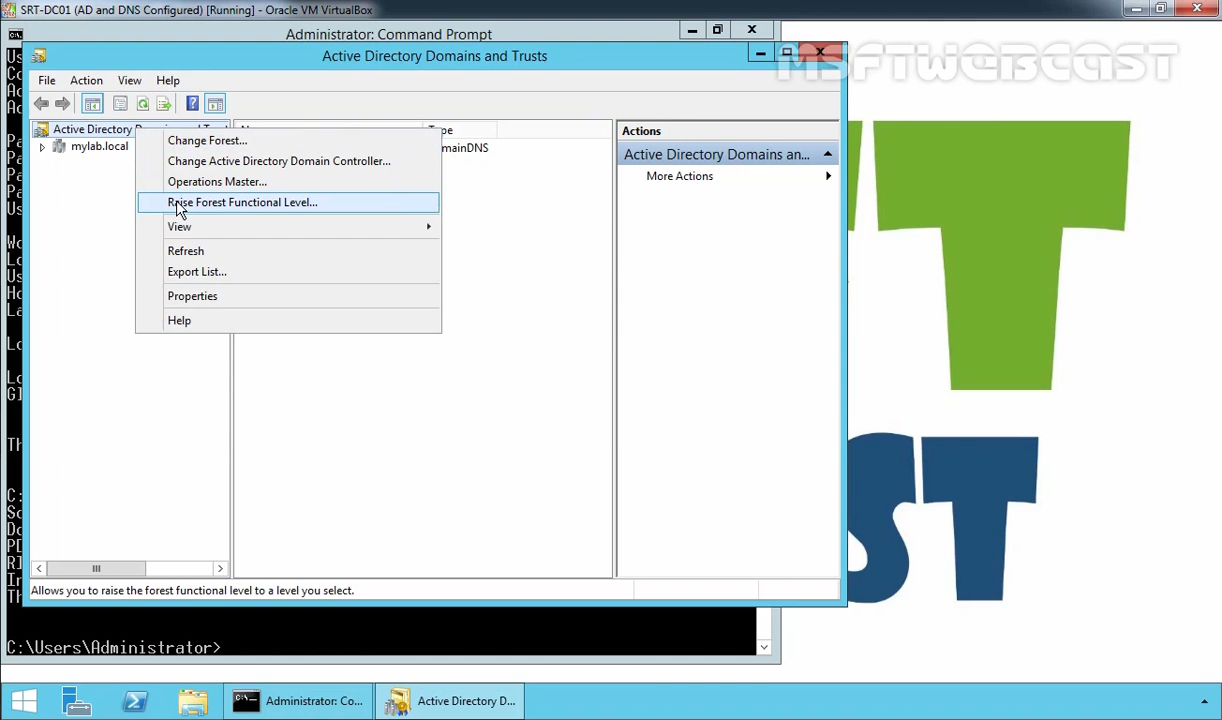 SRT-DC01 (AD and DNS Configured) [Running] - Oracle VM VirtualBox
Administrator: Command Prompt
Active Directory Domains and Trusts
MSFTWEBCAST
File Action View Help
Active Directory
mylab.local
Type
mainDNS
Change Forest...
Change Active Directory Domain Controller...
Operations Master...
Raise Forest Functional Level...
View
Refresh
Export List...
Properties
Help
Actions
Active Directory Domains an...
More Actions
Allows you to raise the forest functional level to a level you select.
C:\Users\Administrator>
T
ST
Administrator: Co...
Active Directory D...